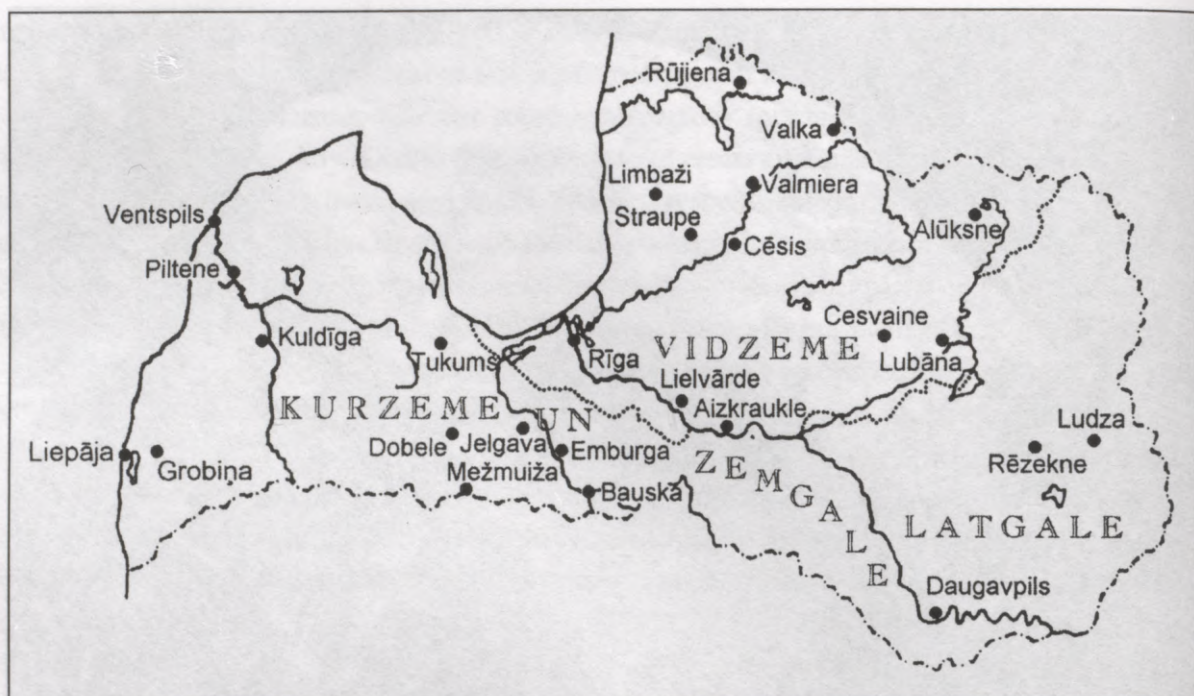 Rūjiena
Valka
Limbaži
Valmiera
Straupe
Alūksne
Ventspils
Cēsis
Piltene
Kuldīga
Cesvaine
Tukums
Rīga
VIDZEME
Lubāna
Lielvārde
KURZEME UN
Aizkraukle
Ludza
Dobele
Jelgava
Liepāja
Emburga
Grobiņa
Mežmuiža
ZEMGALE
Rēzekne
Bauska
LATGALE
Daugavpils